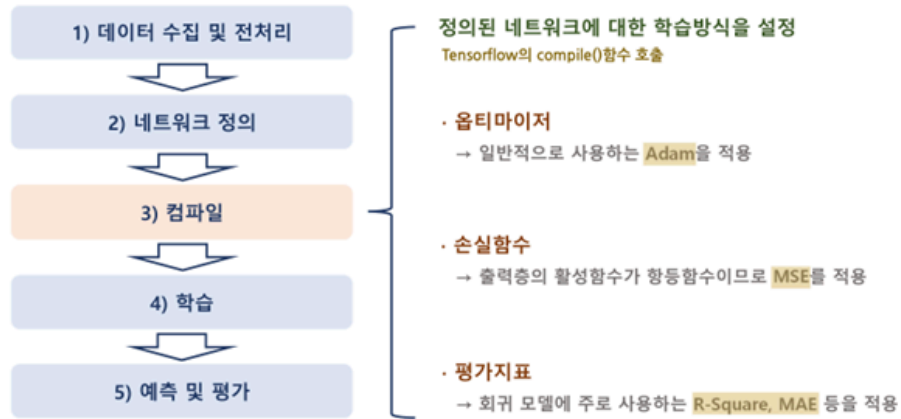 1) 데이터 수집 및 전처리
2) 네트워크 정의
3) 컴파일
4) 학습
5) 예측 및 평가
정의된 네트워크에 대한 학습방식을 설정
Tensorflow의 compile()함수 호출
· 옵티마이저
→ 일반적으로 사용하는 Adam을 적용
· 손실함수
→ 출력층의 활성함수가 항등함수이므로 MSE를 적용
· 평가지표
→ 회귀 모델에 주로 사용하는 R-Square, MAE 등을 적용